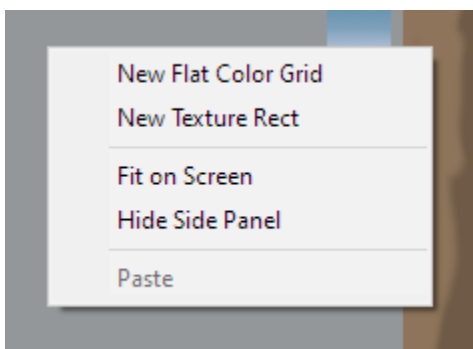 New Flat Color Grid
New Texture Rect
Fit on Screen
Hide Side Panel
Paste